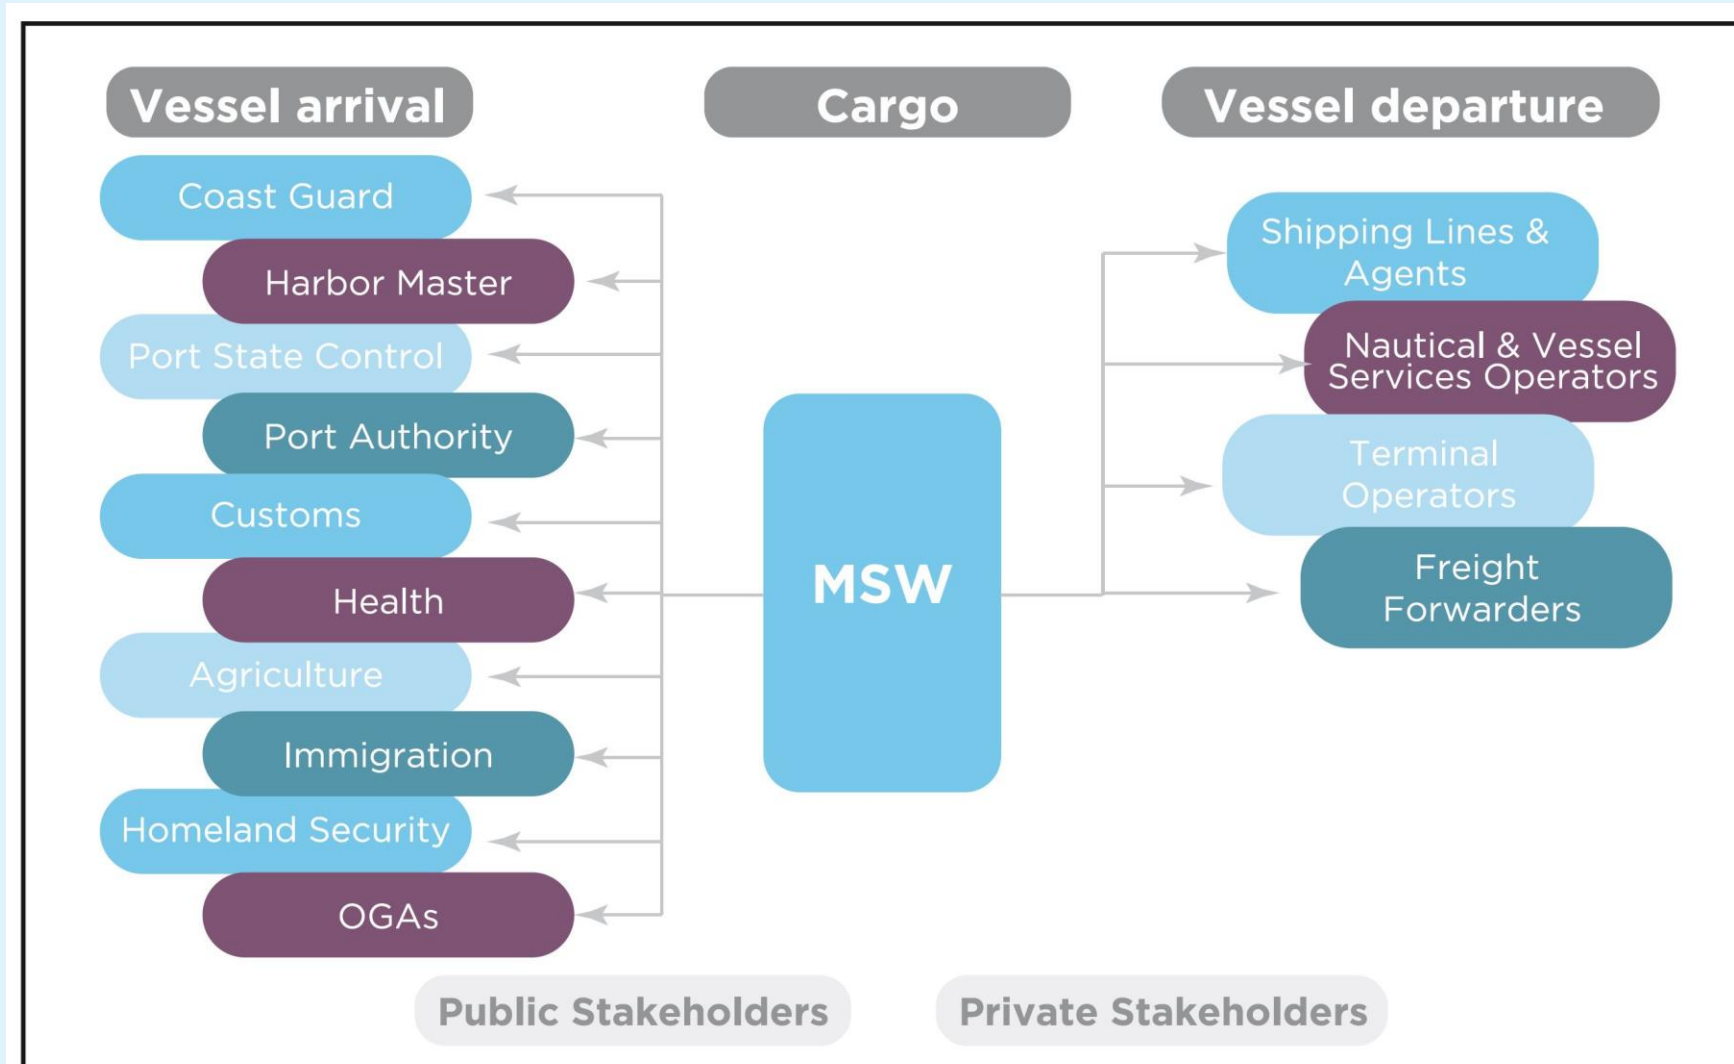 Vessel arrival
Cargo
Vessel departure
Coast Guard
Harbor Master
Port State Control
Port Authority
Customs
Health
Agriculture
Immigration
Homeland Security
OGAs
MSW
Shipping Lines &
Agents
Nautical & Vessel
Services Operators
Terminal
Operators
Freight
Forwarders
Public Stakeholders
Private Stakeholders